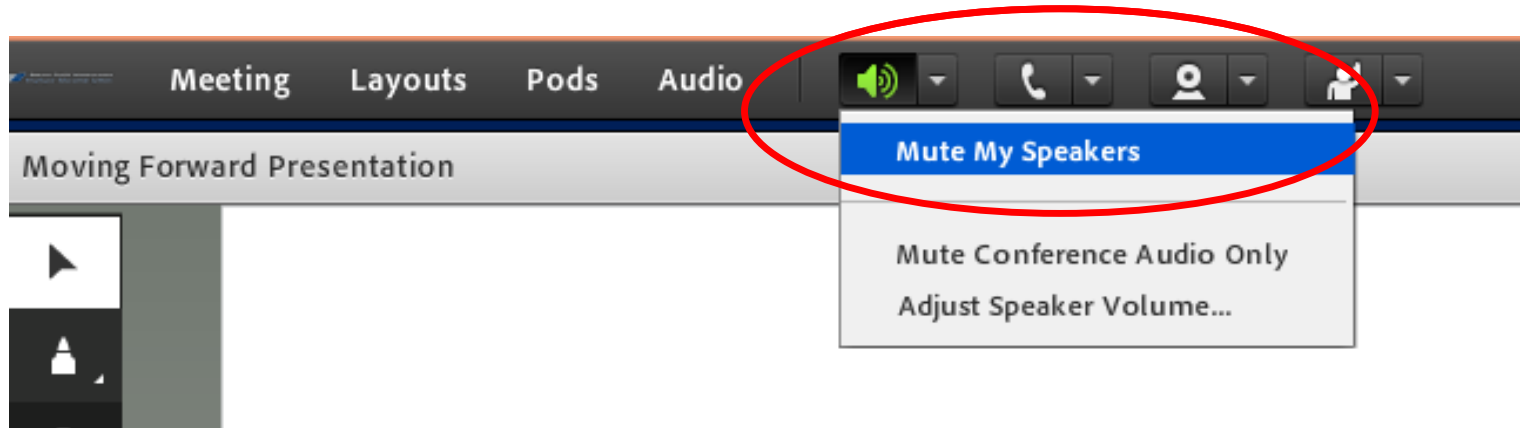 Meeting Layouts Pods Audio
Moving Forward Presentation
Mute My Speakers
Mute Conference Audio Only
Adjust Speaker Volume...